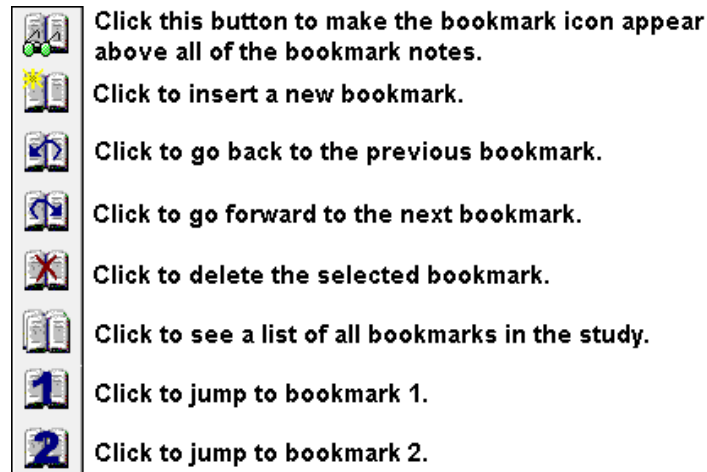 Click this button to make the bookmark icon appear
above all of the bookmark notes.
Click to insert a new bookmark.
Click to go back to the previous bookmark.
Click to go forward to the next bookmark.
Click to delete the selected bookmark.
Click to see a list of all bookmarks in the study.
1 Click to jump to bookmark 1.
2 Click to jump to bookmark 2.